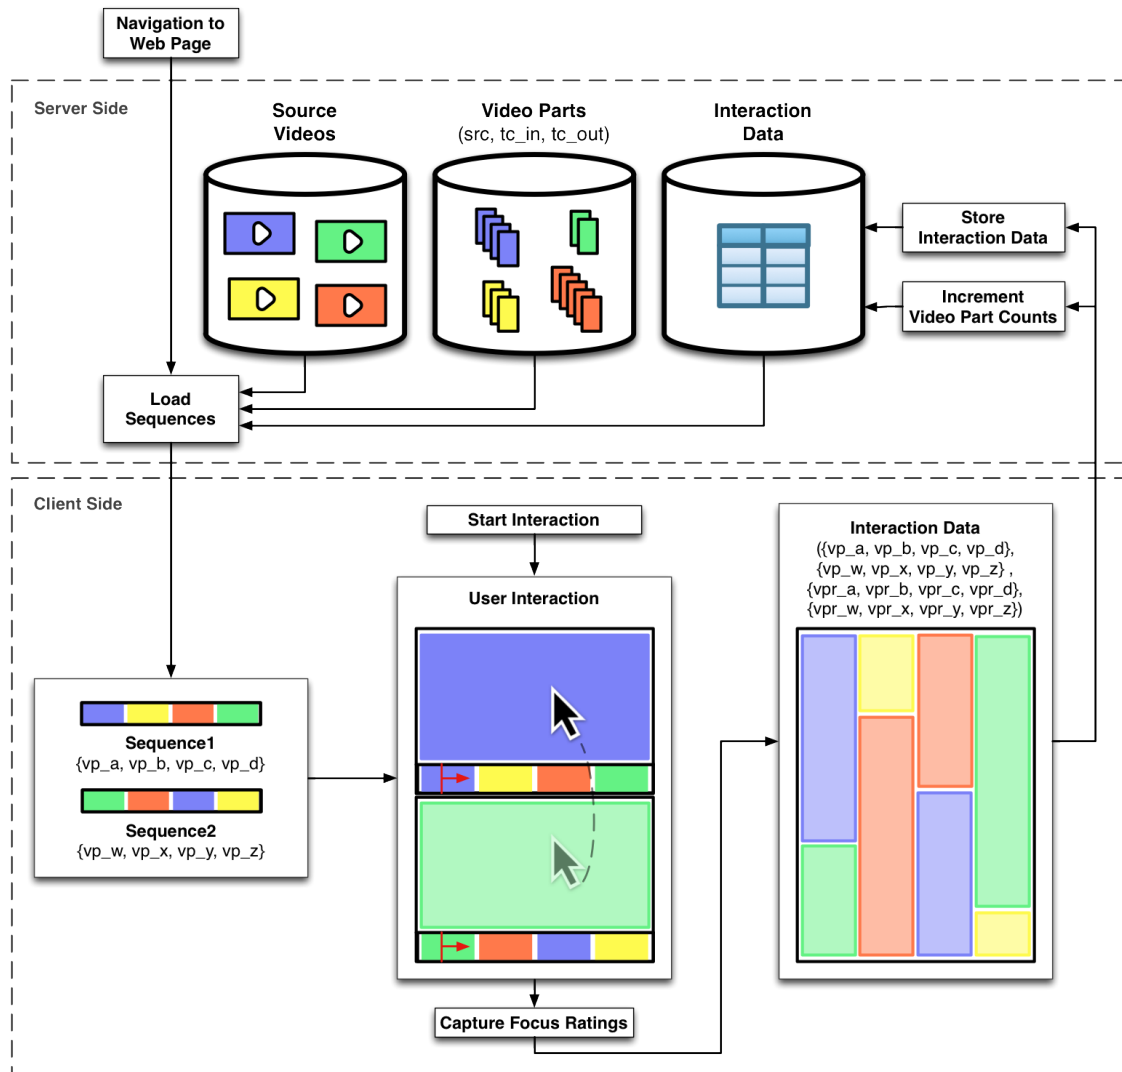 Navigation to
Web Page
Server Side
Source
Videos
Video Parts
(src, tc_in, tc_out)
Interaction
Data
Store
Interaction Data
Increment
Video Part Counts
Load
Sequences
Client Side
Start Interaction
User Interaction
Interaction Data
({vp_a, vp_b, vp_c, vp_d},
{vp_w, vp_x, vp_y, vp_z} ,
{vpr_a, vpr_b, vpr_c, vpr_d},
{vpr_w, vpr_x, vpr_y, vpr_z})
Sequence1
{vp_a, vp_b, vp_c, vp_d}
Sequence2
{vp_w, vp_x, vp_y, vp_z}
Capture Focus Ratings